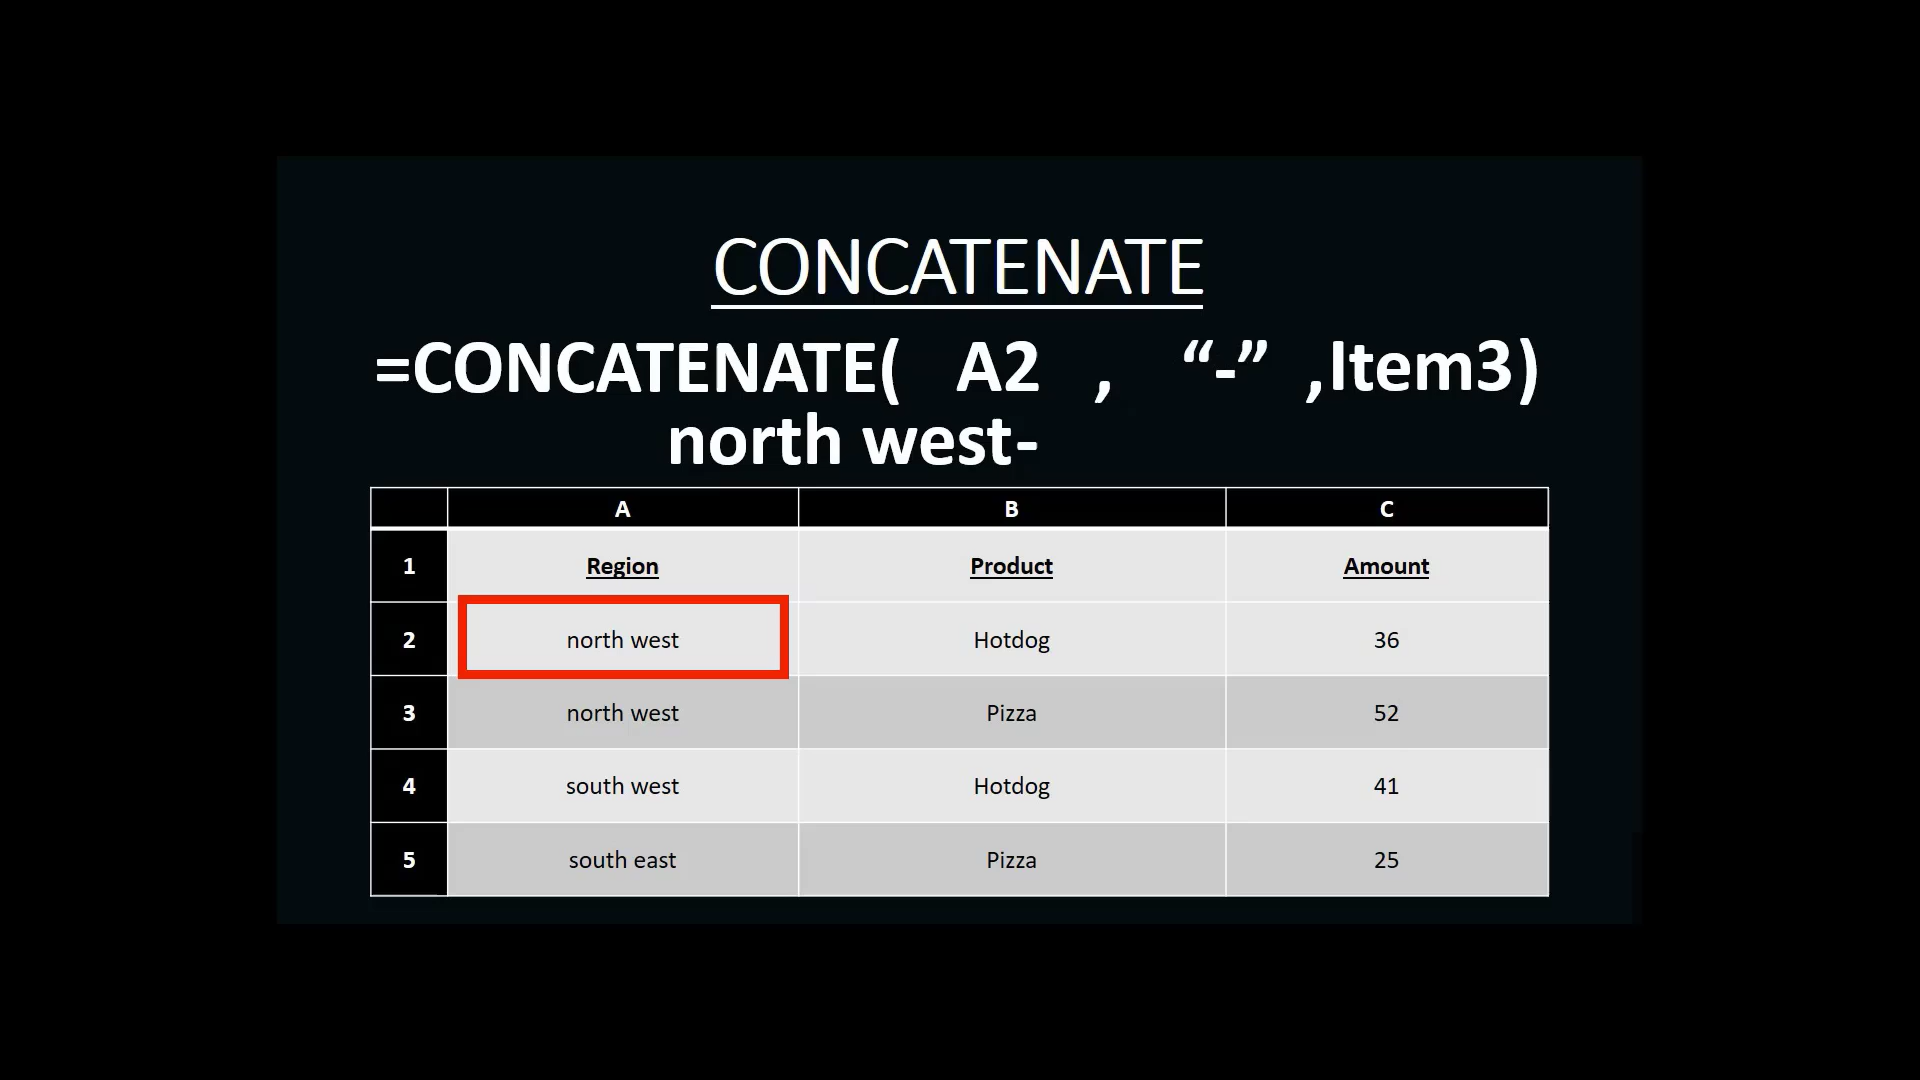 CONCATENATE
=CONCATENATE( A2 , “-” ,Item3)
north west-
A B C
1 Region Product Amount
2 north west Hotdog 36
3 north west Pizza 52
4 south west Hotdog 41
5 south east Pizza 25